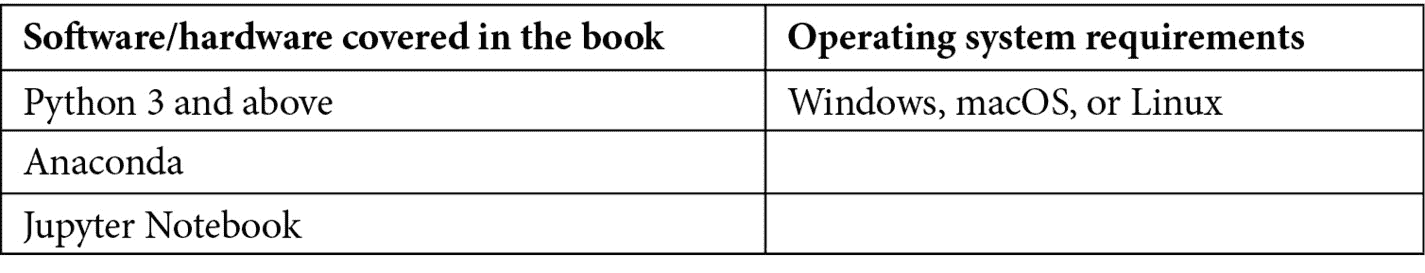 Software/hardware covered in the book Operating system requirements
Python 3 and above Windows, macOS, or Linux
Anaconda
Jupyter Notebook